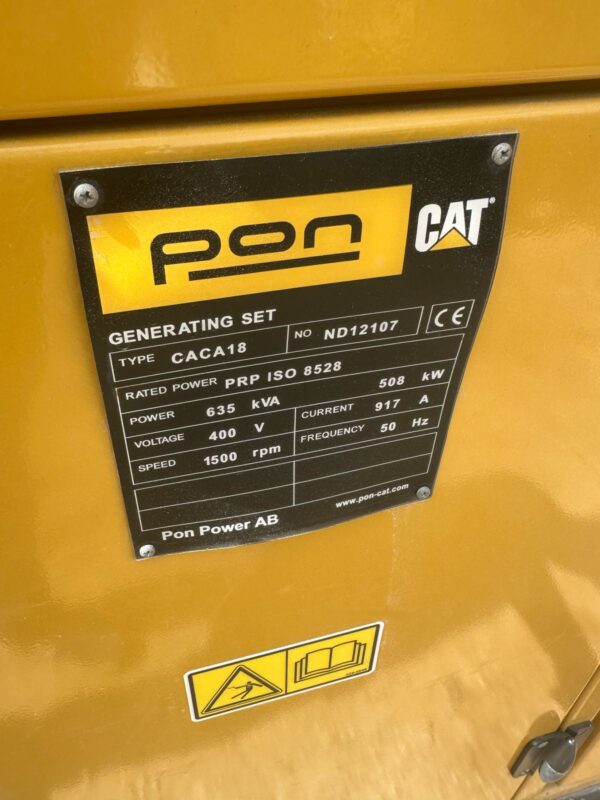 pon CAT®
GENERATING SET
TYPE CACA18 NO ND12107 CE
RATED POWER PRP ISO 8528
POWER 635 kVA 508 kW
VOLTAGE 400 V CURRENT 917 A
SPEED 1500 rpm FREQUENCY 50 Hz
Pon Power AB www.pon-cat.com